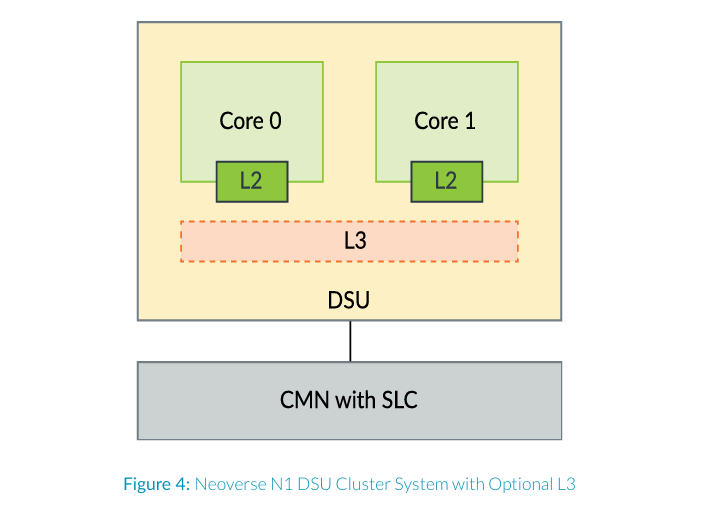 Core 0
Core 1
L2
L2
L3
DSU
CMN with SLC
Figure 4: Neoverse N1 DSU Cluster System with Optional L3